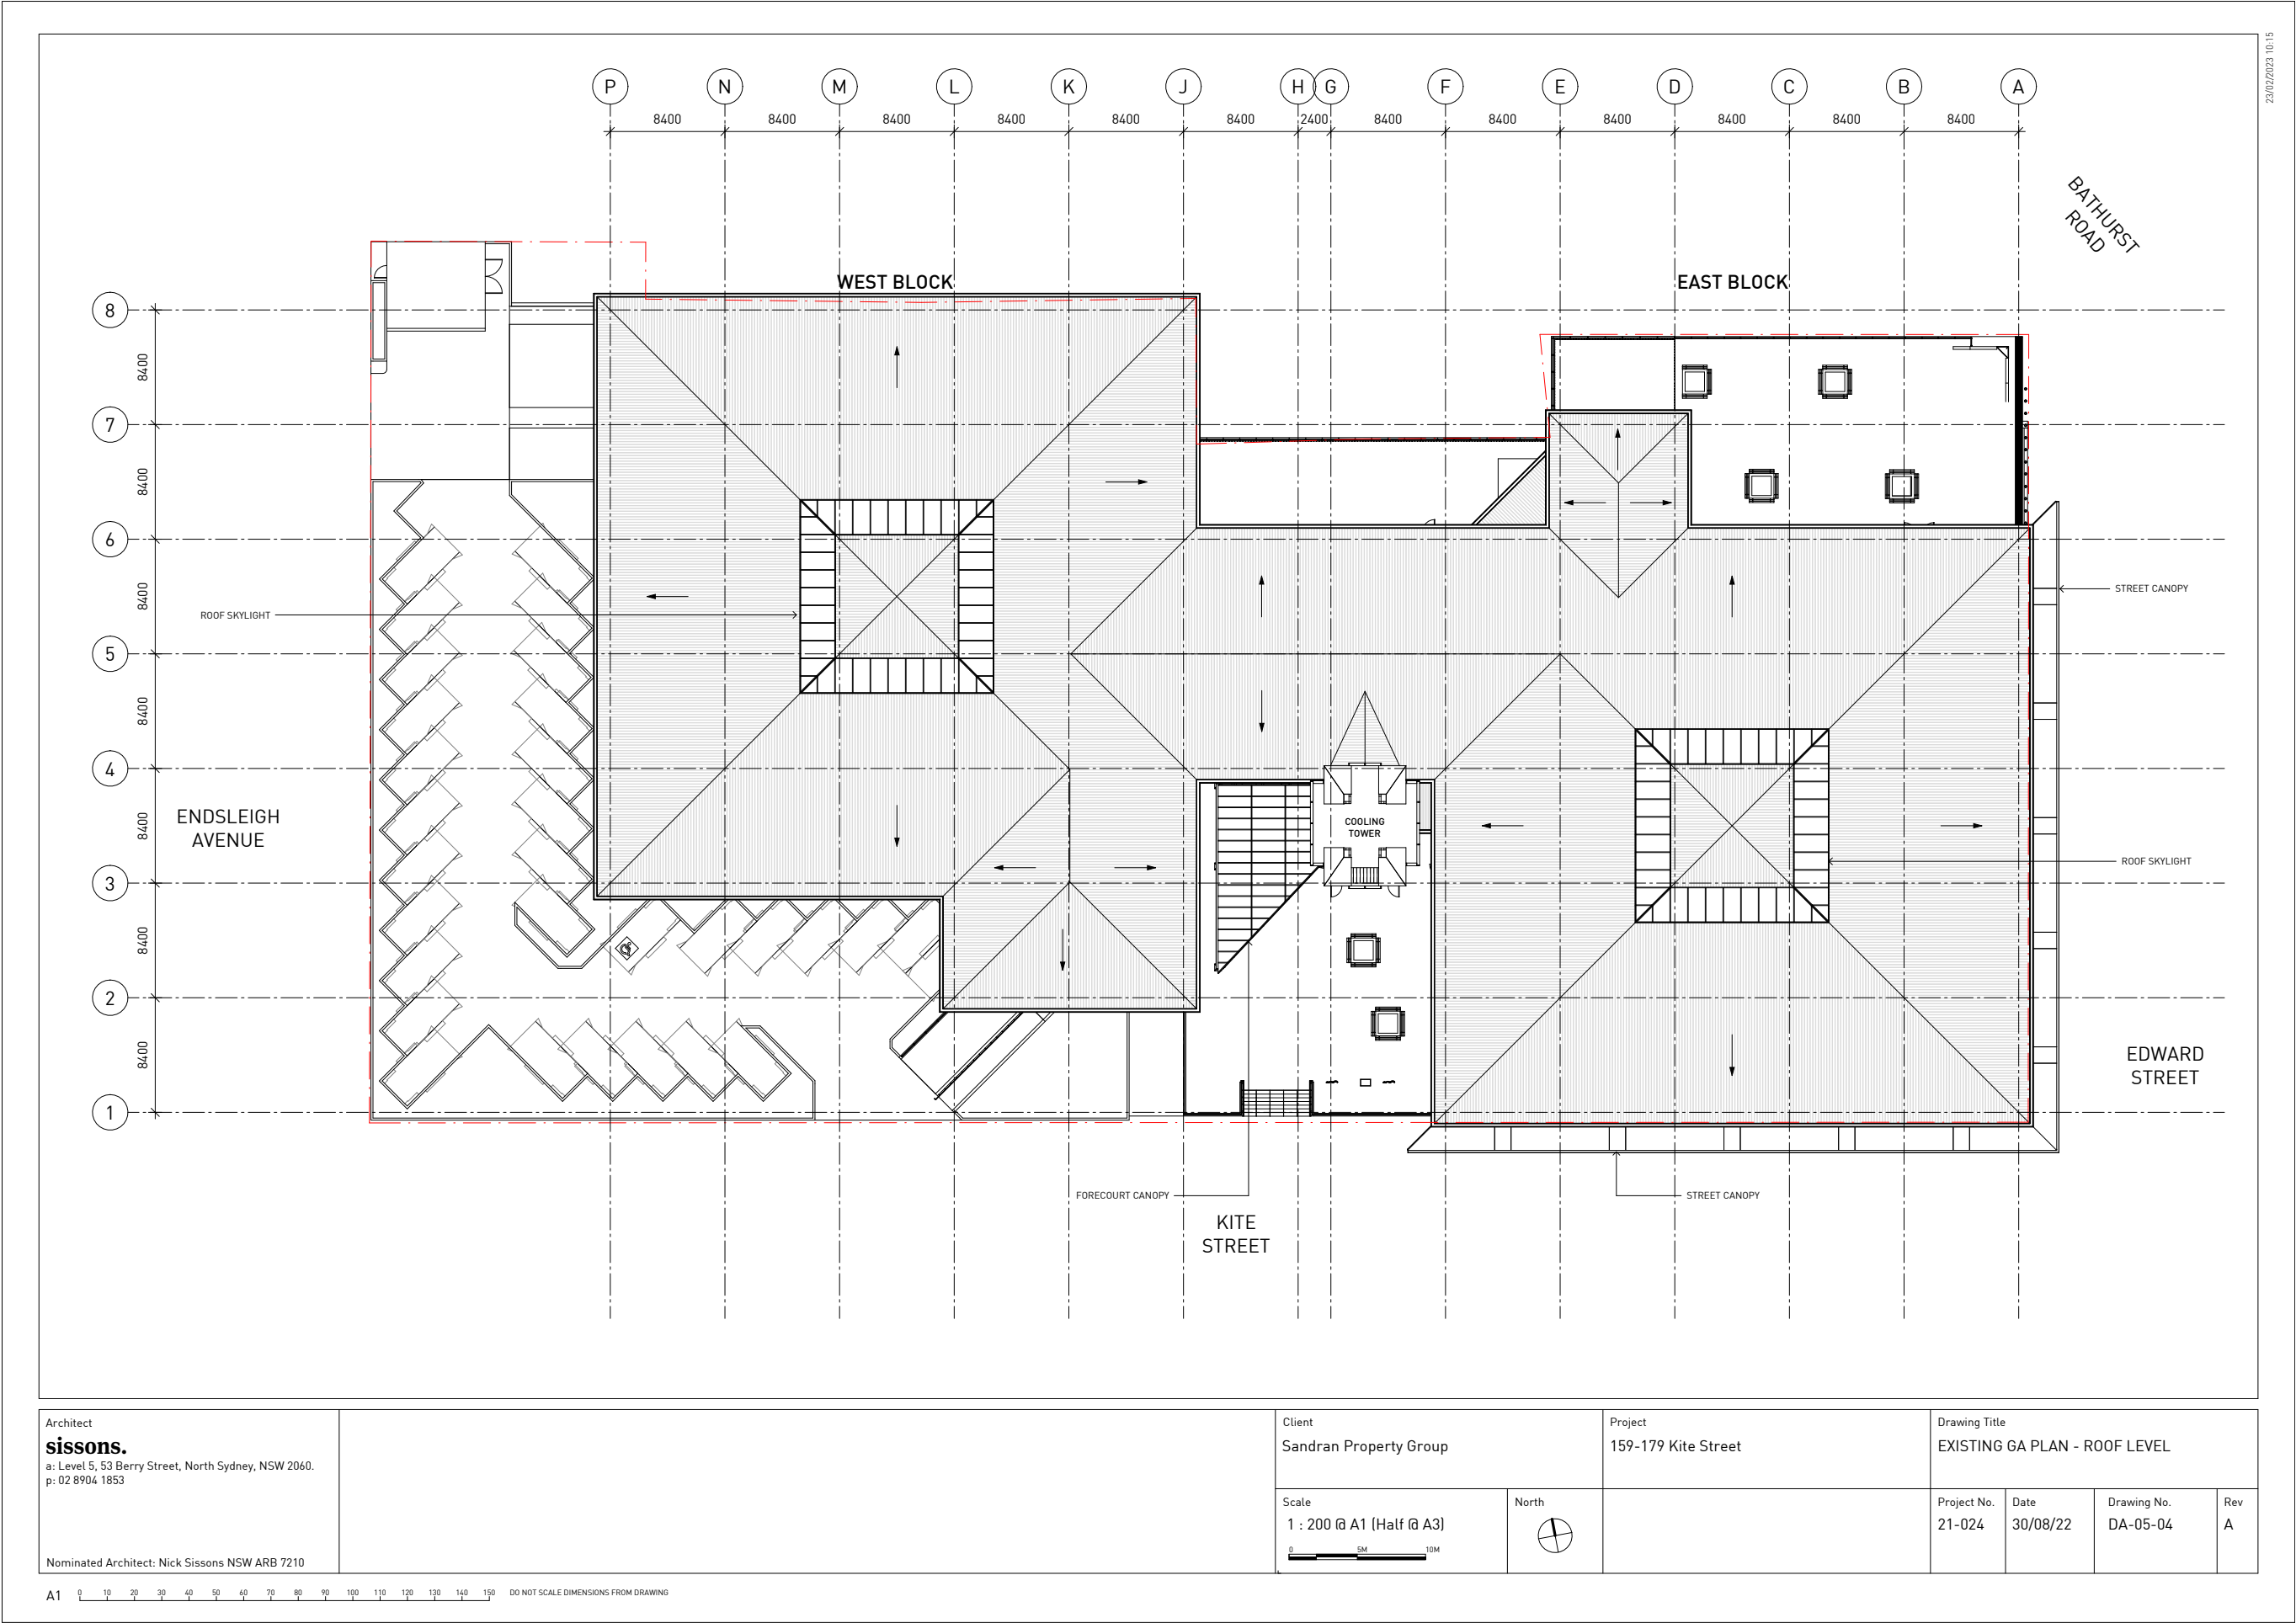 23/02/2023 10:15
P N M L K J H G F E D C B A
8400 8400 8400 8400 8400 8400 2400 8400 8400 8400 8400 8400 8400
BATHURST
ROAD
WEST BLOCK
EAST BLOCK
8
8400
7
8400
6
8400
5
8400
4
8400
3
8400
2
8400
1
ROOF SKYLIGHT
STREET CANOPY
ENDSLEIGH
AVENUE
COOLING
TOWER
ROOF SKYLIGHT
EDWARD
STREET
FORECOURT CANOPY
STREET CANOPY
KITE
STREET
Architect
sissons.
a: Level 5, 53 Berry Street, North Sydney, NSW 2060.
p: 02 8904 1853
Nominated Architect: Nick Sissons NSW ARB 7210
Client
Sandran Property Group
Project
159-179 Kite Street
Drawing Title
EXISTING GA PLAN - ROOF LEVEL
Scale
1 : 200 @ A1 (Half @ A3)
0 5M 10M
North
Project No.
21-024
Date
30/08/22
Drawing No.
DA-05-04
Rev
A
A1 0 10 20 30 40 50 60 70 80 90 100 110 120 130 140 150 DO NOT SCALE DIMENSIONS FROM DRAWING